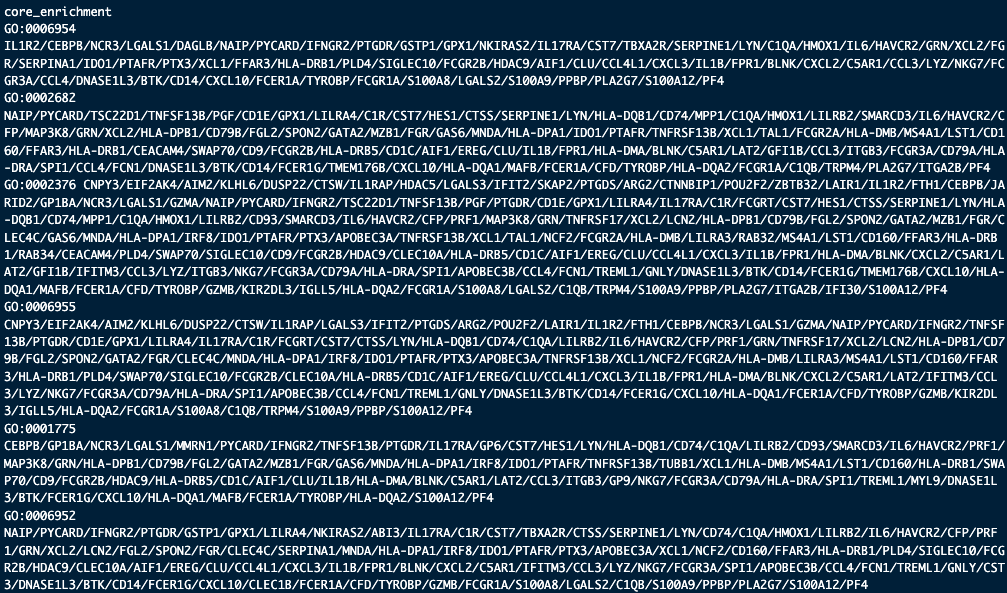 core_enrichment
GO:0006954
IL1R2/CEBPB/NCR3/LGALS1/DAGLB/NAIP/PYCARD/IFNGR2/PTGDR/GSTP1/GPX1/NKIRAS2/IL17RA/CST7/TBXA2R/SERPINE1/LYN/C1QA/HMOX1/IL6/HAVCR2/GRN/XCL2/FG
R/SERPINA1/IDO1/PTAFR/PTX3/XCL1/FFAR3/HLA-DRB1/PLD4/SIGLEC10/FCGR2B/HDAC9/AIF1/CLU/CCL4L1/CXCL3/IL1B/FPR1/BLNK/CXCL2/C5AR1/CCL3/LYZ/NKG7/FC
GR3A/CCL4/DNASE1L3/BTK/CD14/CXCL10/FCER1A/TYROBP/FCGR1A/S100A8/LGALS2/S100A9/PPBP/PLA2G7/S100A12/PF4
GO:0002682
NAIP/PYCARD/TSC22D1/TNFSF13B/PGF/CD1E/GPX1/LILRA4/C1R/CST7/HES1/CTSS/SERPINE1/LYN/HLA-DQB1/CD74/MPP1/C1QA/HMOX1/LILRB2/SMARCD3/IL6/HAVCR2/C
FP/MAP3K8/GRN/XCL2/HLA-DPB1/CD79B/FGL2/SPON2/GATA2/MZB1/FGR/GAS6/MNDA/HLA-DPA1/IDO1/PTAFR/TNFRSF13B/XCL1/TAL1/FCGR2A/HLA-DMB/MS4A1/LST1/CD1
60/FFAR3/HLA-DRB1/CEACAM4/SWAP70/CD9/FCGR2B/HLA-DRB5/CD1C/AIF1/EREG/CLU/IL1B/FPR1/HLA-DMA/BLNK/C5AR1/LAT2/GFI1B/CCL3/ITGB3/FCGR3A/CD79A/HLA
-DRA/SPI1/CCL4/FCN1/DNASE1L3/BTK/CD14/FCER1G/TMEM176B/CXCL10/HLA-DQA1/MAFB/FCER1A/CFD/TYROBP/HLA-DQA2/FCGR1A/C1QB/TRPM4/PLA2G7/ITGA2B/PF4
GO:0002376 CNPY3/EIF2AK4/AIM2/KLHL6/DUSP22/CTSW/IL1RAP/HDAC5/LGALS3/IFIT2/SKAP2/PTGDS/ARG2/CTNNBIP1/POU2F2/ZBTB32/LAIR1/IL1R2/FTH1/CEBPB/JA
RID2/GP1BA/NCR3/LGALS1/GZMA/NAIP/PYCARD/IFNGR2/TSC22D1/TNFSF13B/PGF/PTGDR/CD1E/GPX1/LILRA4/IL17RA/C1R/FCGRT/CST7/HES1/CTSS/SERPINE1/LYN/HLA
-DQB1/CD74/MPP1/C1QA/HMOX1/LILRB2/CD93/SMARCD3/IL6/HAVCR2/CFP/PRF1/MAP3K8/GRN/TNFRSF17/XCL2/LCN2/HLA-DPB1/CD79B/FGL2/SPON2/GATA2/MZB1/FGR/C
LEC4C/GAS6/MNDA/HLA-DPA1/IRF8/IDO1/PTAFR/PTX3/APOBEC3A/TNFRSF13B/XCL1/TAL1/NCF2/FCGR2A/HLA-DMB/LILRA3/RAB32/MS4A1/LST1/CD160/FFAR3/HLA-DRB
1/RAB34/CEACAM4/PLD4/SWAP70/SIGLEC10/CD9/FCGR2B/HDAC9/CLEC10A/HLA-DRB5/CD1C/AIF1/EREG/CLU/CCL4L1/CXCL3/IL1B/FPR1/HLA-DMA/BLNK/CXCL2/C5AR1/L
AT2/GFI1B/IFITM3/CCL3/LYZ/ITGB3/NKG7/FCGR3A/CD79A/HLA-DRA/SPI1/APOBEC3B/CCL4/FCN1/TREML1/GNLY/DNASE1L3/BTK/CD14/FCER1G/TMEM176B/CXCL10/HLA-
DQA1/MAFB/FCER1A/CFD/TYROBP/GZMB/KIR2DL3/IGLL5/HLA-DQA2/FCGR1A/S100A8/LGALS2/C1QB/TRPM4/S100A9/PPBP/PLA2G7/ITGA2B/IFI30/S100A12/PF4
GO:0006955
CNPY3/EIF2AK4/AIM2/KLHL6/DUSP22/CTSW/IL1RAP/LGALS3/IFIT2/PTGDS/ARG2/POU2F2/LAIR1/IL1R2/FTH1/CEBPB/NCR3/LGALS1/GZMA/NAIP/PYCARD/IFNGR2/TNFSF
13B/PTGDR/CD1E/GPX1/LILRA4/IL17RA/C1R/FCGRT/CST7/CTSS/LYN/HLA-DQB1/CD74/C1QA/LILRB2/IL6/HAVCR2/CFP/PRF1/GRN/TNFRSF17/XCL2/LCN2/HLA-DPB1/CD7
9B/FGL2/SPON2/GATA2/FGR/CLEC4C/MNDA/HLA-DPA1/IRF8/IDO1/PTAFR/PTX3/APOBEC3A/TNFRSF13B/XCL1/NCF2/FCGR2A/HLA-DMB/LILRA3/MS4A1/LST1/CD160/FFAR
3/HLA-DRB1/PLD4/SWAP70/SIGLEC10/FCGR2B/CLEC10A/HLA-DRB5/CD1C/AIF1/EREG/CLU/CCL4L1/CXCL3/IL1B/FPR1/HLA-DMA/BLNK/CXCL2/C5AR1/LAT2/IFITM3/CCL
3/LYZ/NKG7/FCGR3A/CD79A/HLA-DRA/SPI1/APOBEC3B/CCL4/FCN1/TREML1/GNLY/DNASE1L3/BTK/CD14/FCER1G/CXCL10/HLA-DQA1/FCER1A/CFD/TYROBP/GZMB/KIR2DL
3/IGLL5/HLA-DQA2/FCGR1A/S100A8/C1QB/TRPM4/S100A9/PPBP/S100A12/PF4
GO:0001775
CEBPB/GP1BA/NCR3/LGALS1/MMRN1/PYCARD/IFNGR2/TNFSF13B/PTGDR/IL17RA/GP6/CST7/HES1/LYN/HLA-DQB1/CD74/C1QA/LILRB2/CD93/SMARCD3/IL6/HAVCR2/PRF1/
MAP3K8/GRN/HLA-DPB1/CD79B/FGL2/GATA2/MZB1/FGR/GAS6/MNDA/HLA-DPA1/IRF8/IDO1/PTAFR/TNFRSF13B/TUBB1/XCL1/HLA-DMB/MS4A1/LST1/CD160/HLA-DRB1/SWA
P70/CD9/FCGR2B/HDAC9/HLA-DRB5/CD1C/AIF1/CLU/IL1B/HLA-DMA/BLNK/C5AR1/LAT2/CCL3/ITGB3/GP9/NKG7/FCGR3A/CD79A/HLA-DRA/SPI1/TREML1/MYL9/DNASE1L
3/BTK/FCER1G/CXCL10/HLA-DQA1/MAFB/FCER1A/TYROBP/HLA-DQA2/S100A12/PF4
GO:0006952
NAIP/PYCARD/IFNGR2/PTGDR/GSTP1/GPX1/LILRA4/NKIRAS2/ABI3/IL17RA/C1R/CST7/TBXA2R/CTSS/SERPINE1/LYN/CD74/C1QA/HMOX1/LILRB2/IL6/HAVCR2/CFP/PRF
1/GRN/XCL2/LCN2/FGL2/SPON2/FGR/CLEC4C/SERPINA1/MNDA/HLA-DPA1/IRF8/IDO1/PTAFR/PTX3/APOBEC3A/XCL1/NCF2/CD160/FFAR3/HLA-DRB1/PLD4/SIGLEC10/FCG
R2B/HDAC9/CLEC10A/AIF1/EREG/CLU/CCL4L1/CXCL3/IL1B/FPR1/BLNK/CXCL2/C5AR1/IFITM3/CCL3/LYZ/NKG7/FCGR3A/SPI1/APOBEC3B/CCL4/FCN1/TREML1/GNLY/CST
3/DNASE1L3/BTK/CD14/FCER1G/CXCL10/CLEC1B/FCER1A/CFD/TYROBP/GZMB/FCGR1A/S100A8/LGALS2/C1QB/S100A9/PPBP/PLA2G7/S100A12/PF4